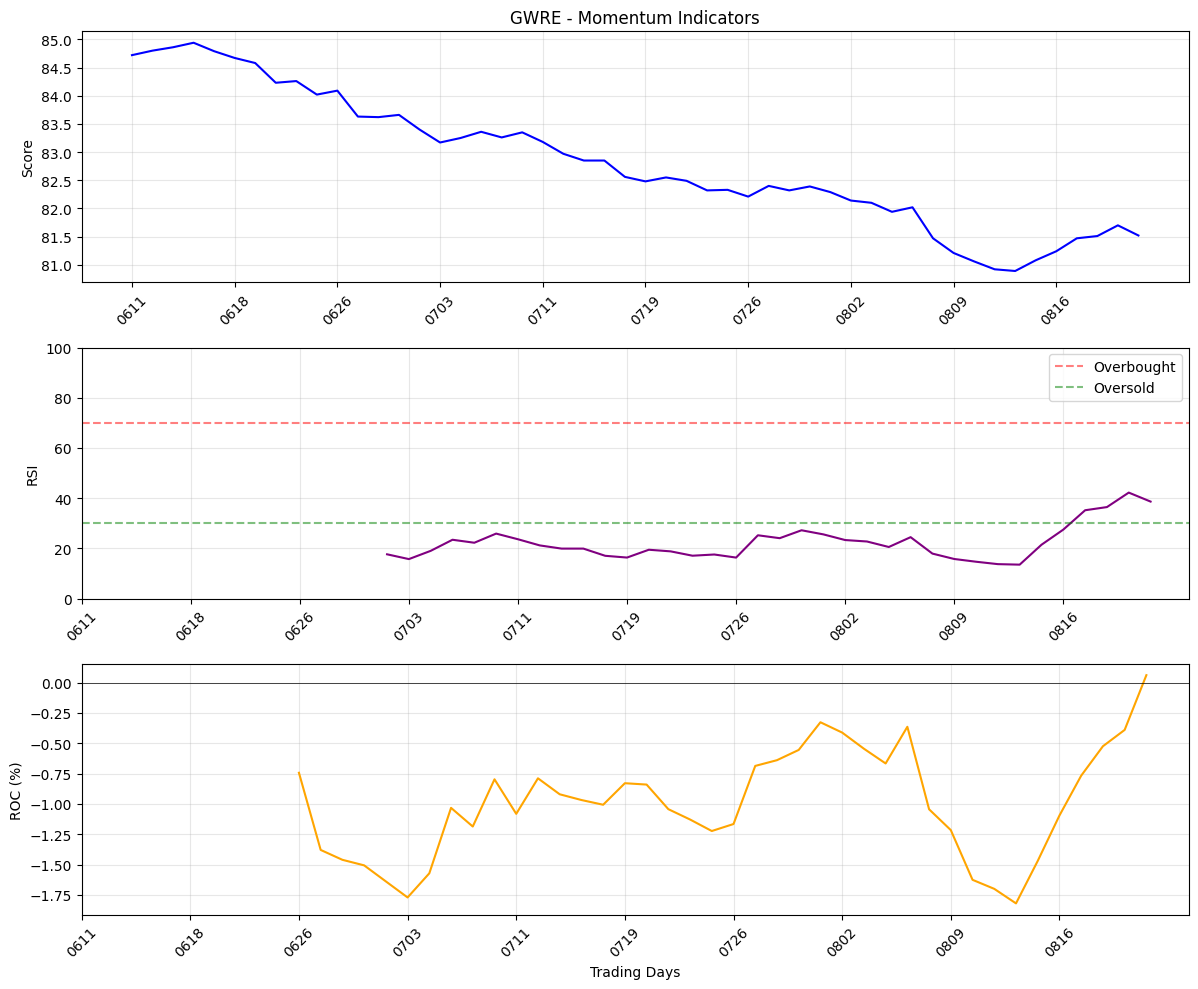 GWRE - Momentum Indicators
85.0
84.5
84.0
83.5
83.0
82.5
82.0
81.5
81.0
Score
0611 0618 0626 0703 0711 0719 0726 0802 0809 0816
100
80
60
40
20
0
RSI
Overbought
Oversold
0611 0618 0626 0703 0711 0719 0726 0802 0809 0816
0.00
−0.25
−0.50
−0.75
−1.00
−1.25
−1.50
−1.75
ROC (%)
0611 0618 0626 0703 0711 0719 0726 0802 0809 0816
Trading Days